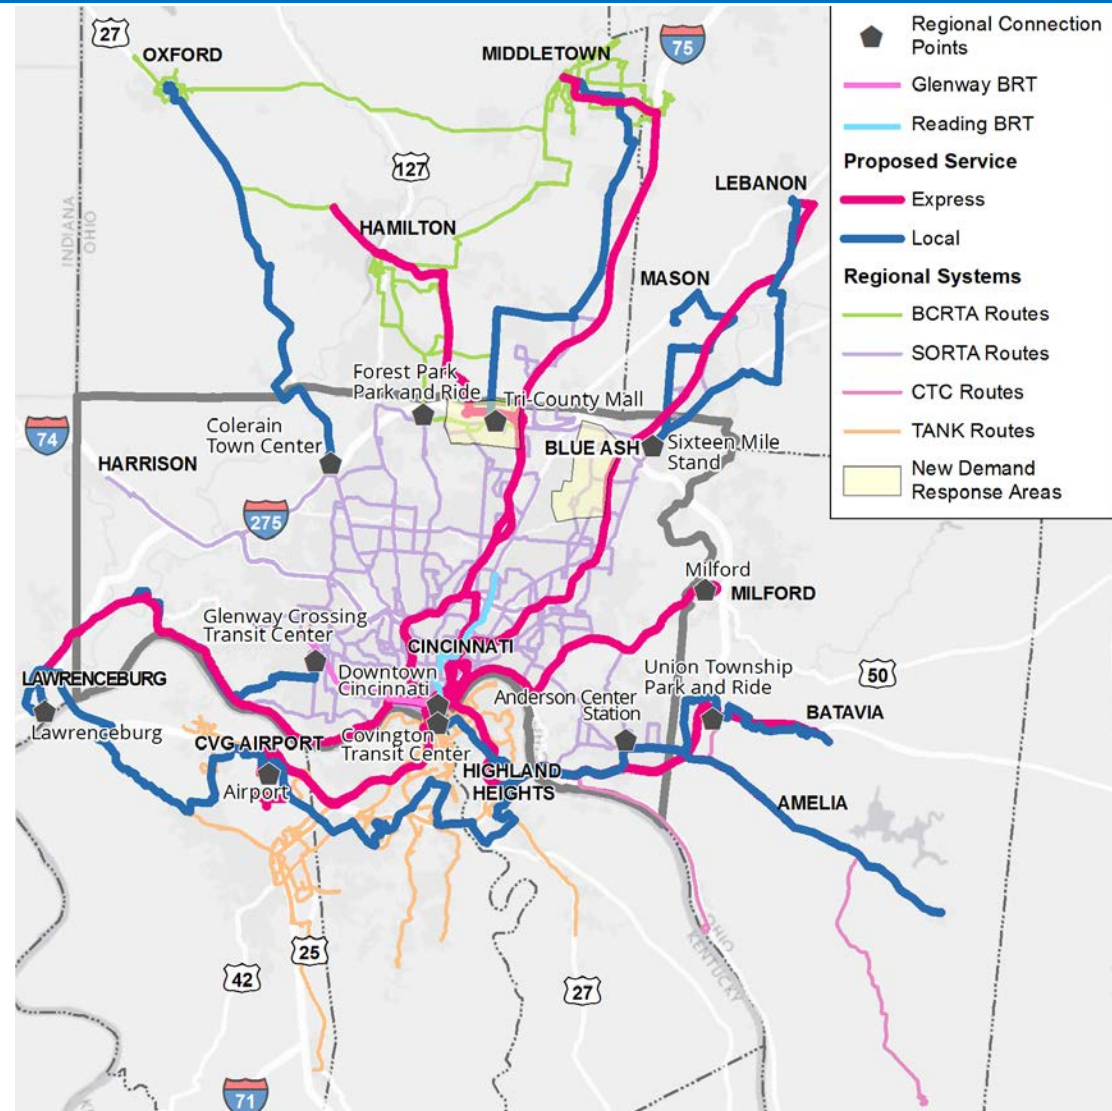 27
OXFORD
MIDDLETOWN
75
127
LEBANON
INDIANA
OHIO
HAMILTON
MASON
Forest Park
Park and Ride
Tri-County Mall
74
Colerain
Town Center
BLUE ASH
Sixteen Mile
Stand
HARRISON
275
Milford
MILFORD
Glenway Crossing
Transit Center
CINCINNATI
Downtown
Cincinnati
Union Township
Park and Ride
50
LAWRENCEBURG
Anderson Center
Station
BATAVIA
Lawrenceburg
CVG AIRPORT
Covington
Transit Center
Airport
HIGHLAND
HEIGHTS
AMELIA
OHIO
KENTUCKY
25
42
27
71
Regional Connection
Points
Glenway BRT
Reading BRT
Proposed Service
Express
Local
Regional Systems
BCRTA Routes
SORTA Routes
CTC Routes
TANK Routes
New Demand
Response Areas